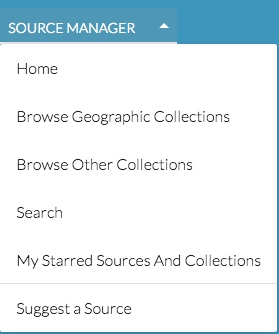 SOURCE MANAGER
Home
Browse Geographic Collections
Browse Other Collections
Search
My Starred Sources And Collections
Suggest a Source